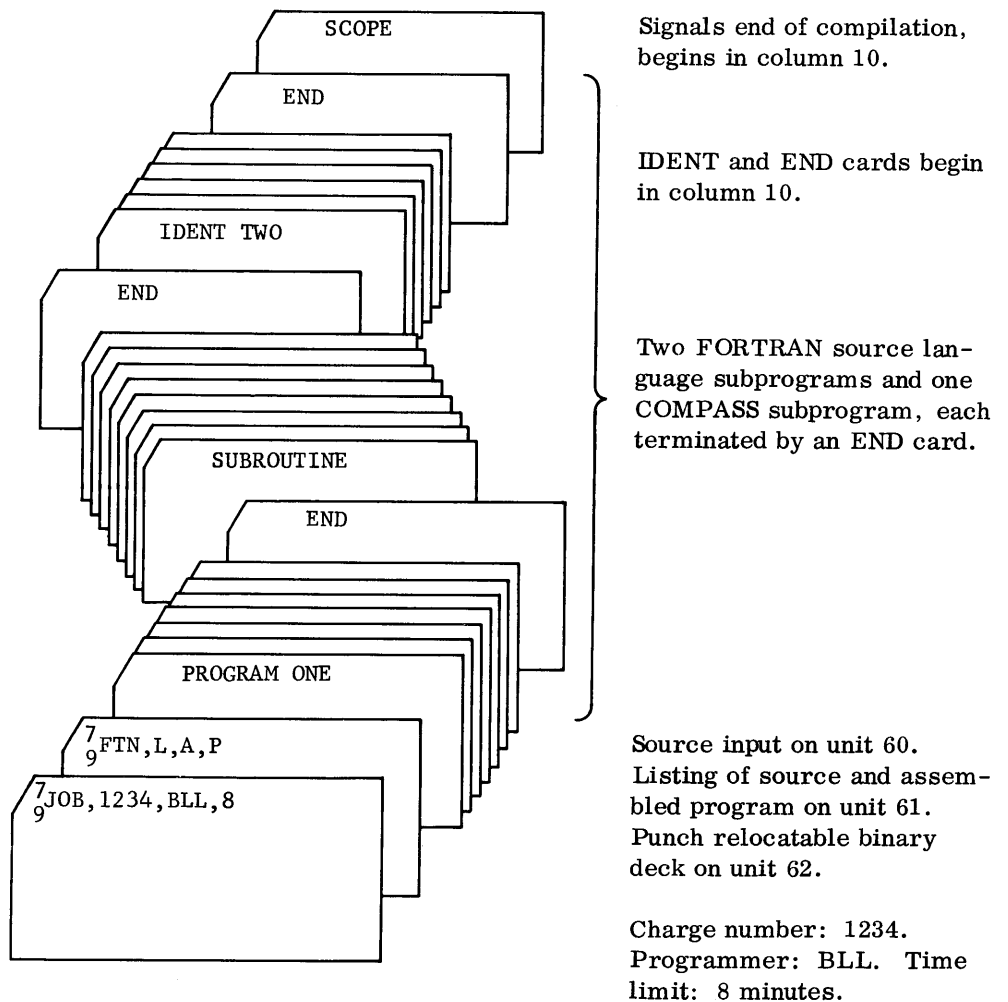 SCOPE
Signals end of compilation,
begins in column 10.
END
IDENT and END cards begin
in column 10.
IDENT TWO
END
Two FORTRAN source lan-
guage subprograms and one
COMPASS subprogram, each
terminated by an END card.
SUBROUTINE
END
PROGRAM ONE
7
9FTN,L,A,P
Source input on unit 60.
Listing of source and assem-
bled program on unit 61.
Punch relocatable binary
deck on unit 62.
7
9JOB,1234,BLL,8
Charge number: 1234.
Programmer: BLL. Time
limit: 8 minutes.